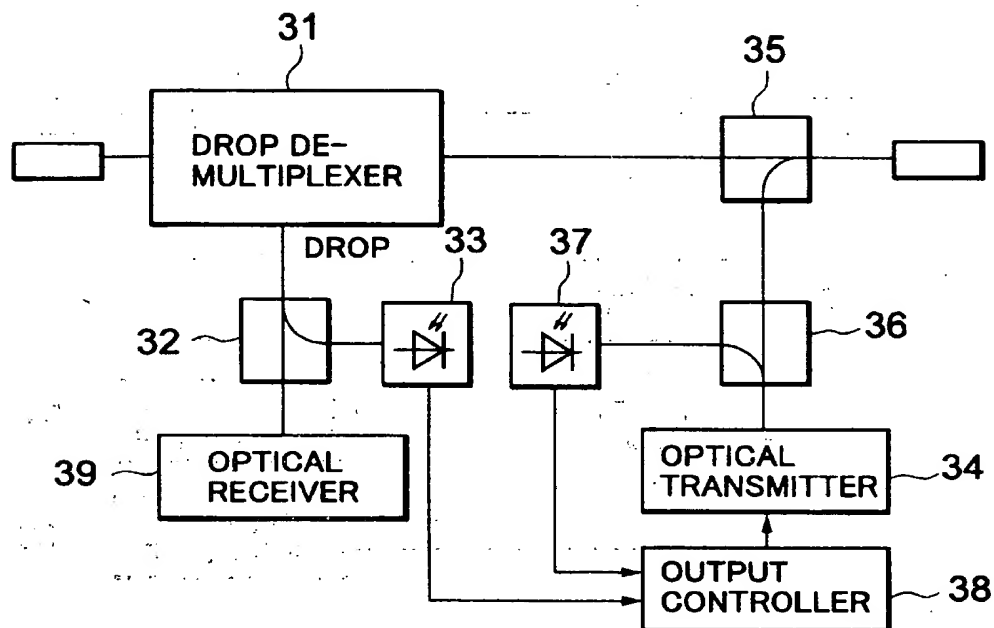 31
35
DROP DE-
MULTIPLEXER
DROP
33
37
32
36
39
OPTICAL
RECEIVER
OPTICAL
TRANSMITTER
34
OUTPUT
CONTROLLER
38